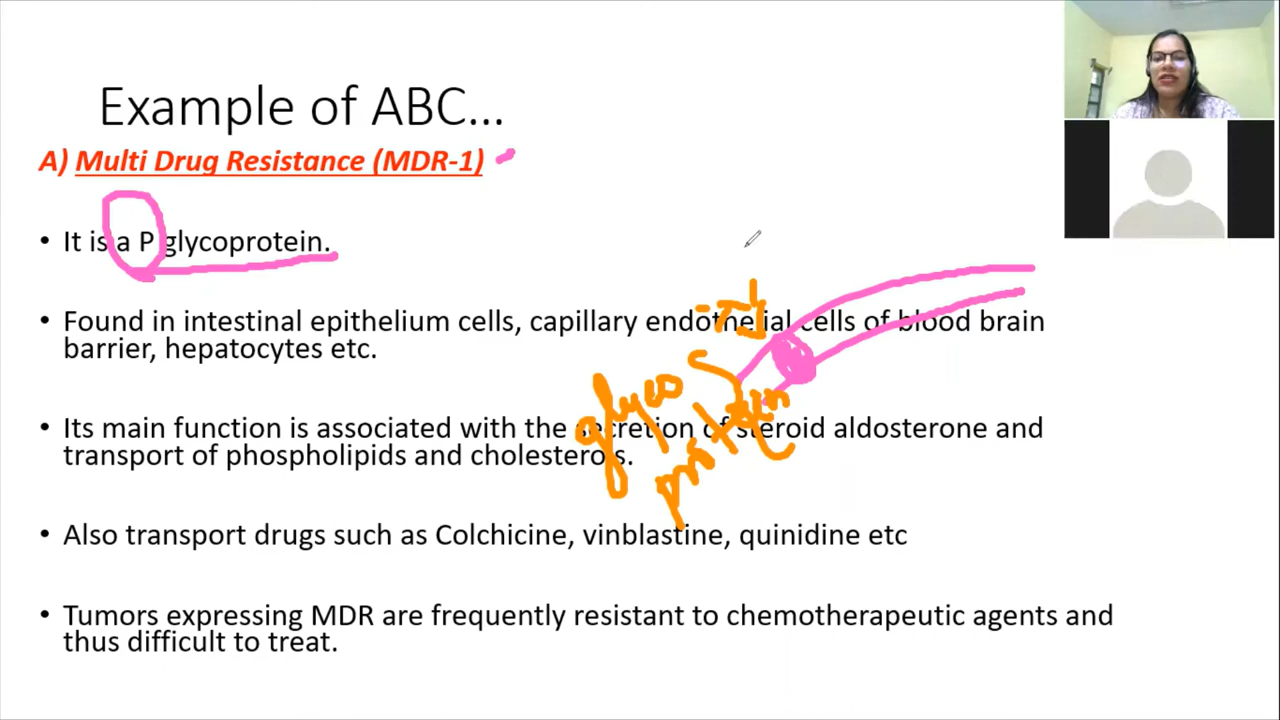 Example of ABC...
A) Multi Drug Resistance (MDR-1)
• It is a P glycoprotein.
• Found in intestinal epithelium cells, capillary endothelial cells of blood brain
barrier, hepatocytes etc.
glyco
protein
• Its main function is associated with the secretion of steroid aldosterone and
transport of phospholipids and cholesterols.
• Also transport drugs such as Colchicine, vinblastine, quinidine etc
• Tumors expressing MDR are frequently resistant to chemotherapeutic agents and
thus difficult to treat.